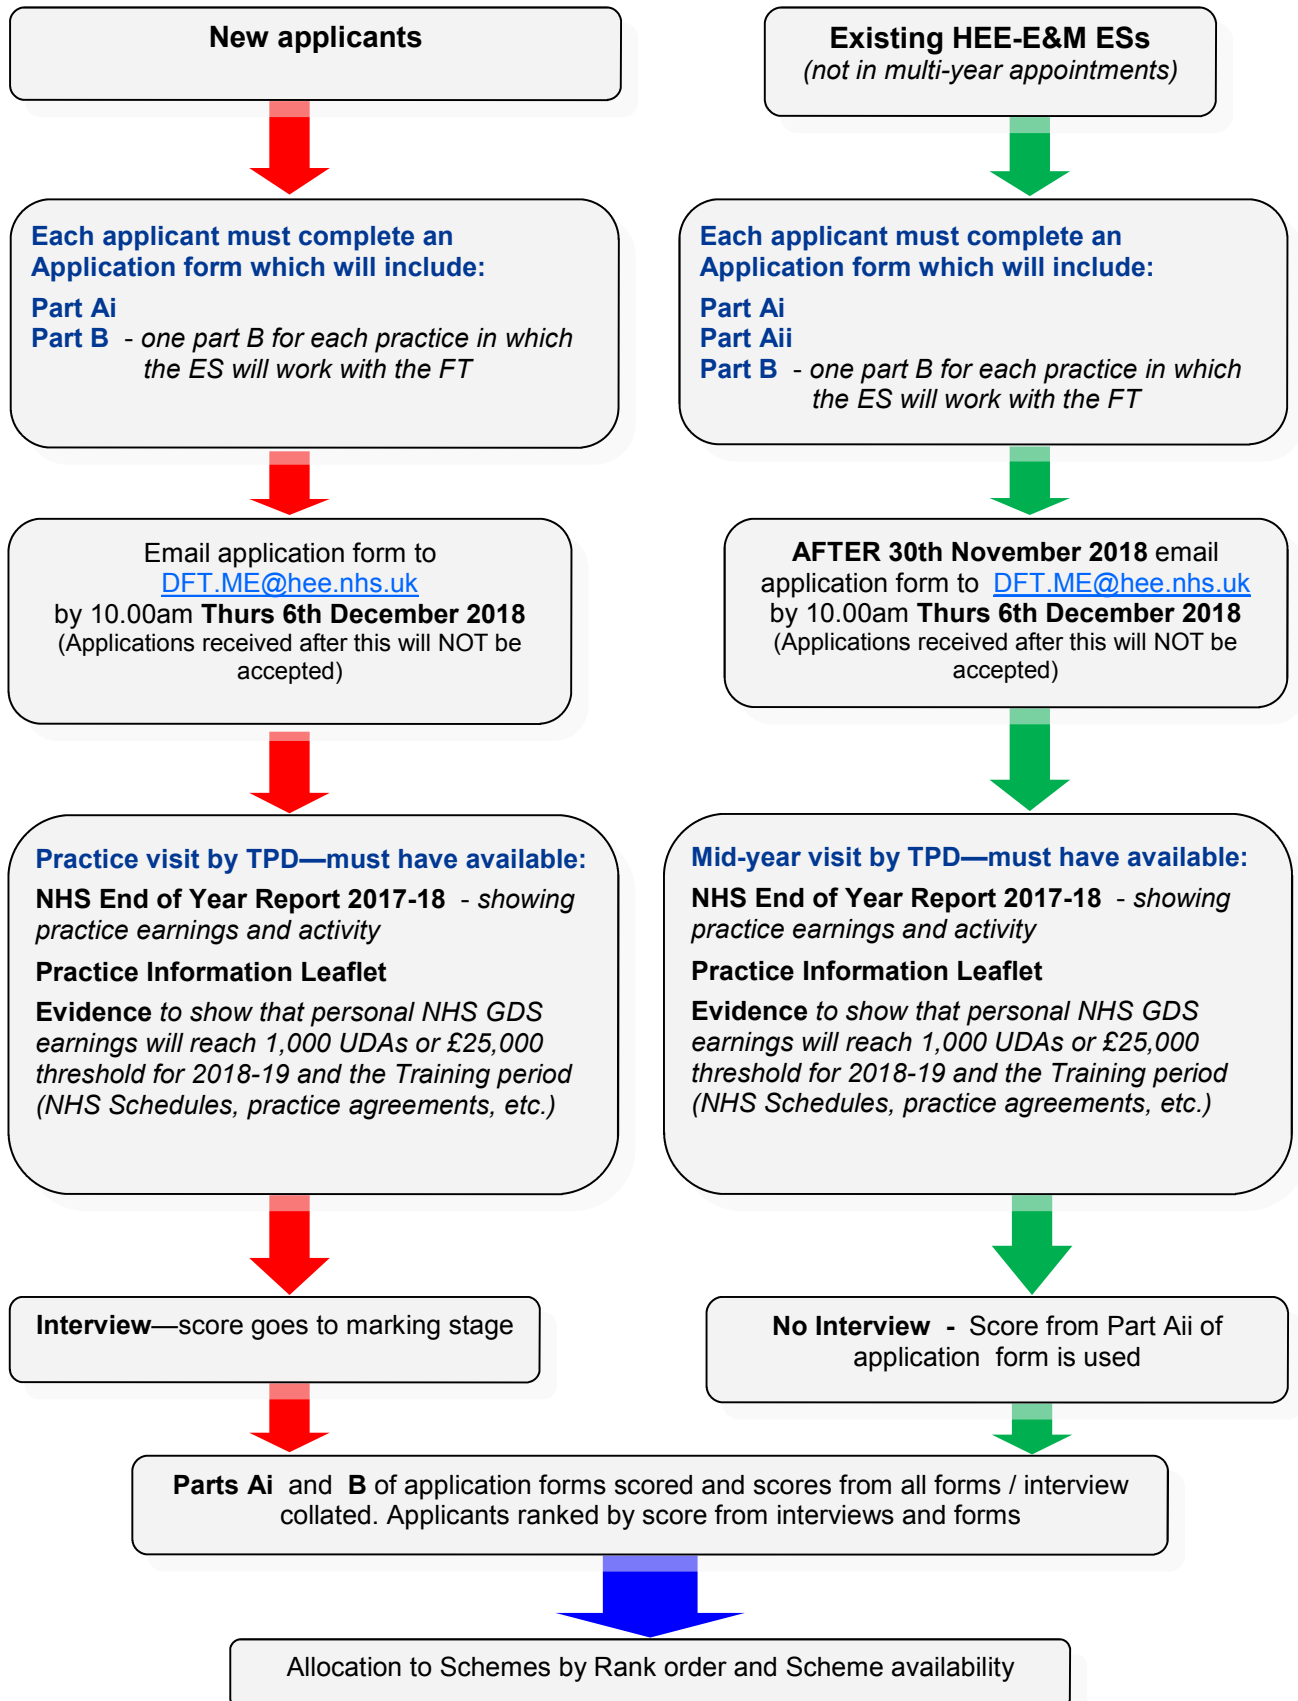 New applicants
Existing HEE-E&M ESs
(not in multi-year appointments)
Each applicant must complete an
Application form which will include:
Part Ai
Part B - one part B for each practice in which
the ES will work with the FT
Each applicant must complete an
Application form which will include:
Part Ai
Part Aii
Part B - one part B for each practice in which
the ES will work with the FT
Email application form to
DFT.ME@hee.nhs.uk
by 10.00am Thurs 6th December 2018
(Applications received after this will NOT be
accepted)
AFTER 30th November 2018 email
application form to DFT.ME@hee.nhs.uk
by 10.00am Thurs 6th December 2018
(Applications received after this will NOT be
accepted)
Practice visit by TPD—must have available:
NHS End of Year Report 2017-18 - showing
practice earnings and activity
Practice Information Leaflet
Evidence to show that personal NHS GDS
earnings will reach 1,000 UDAs or £25,000
threshold for 2018-19 and the Training period
(NHS Schedules, practice agreements, etc.)
Mid-year visit by TPD—must have available:
NHS End of Year Report 2017-18 - showing
practice earnings and activity
Practice Information Leaflet
Evidence to show that personal NHS GDS
earnings will reach 1,000 UDAs or £25,000
threshold for 2018-19 and the Training period
(NHS Schedules, practice agreements, etc.)
Interview—score goes to marking stage
No Interview - Score from Part Aii of
application form is used
Parts Ai and B of application forms scored and scores from all forms / interview
collated. Applicants ranked by score from interviews and forms
Allocation to Schemes by Rank order and Scheme availability